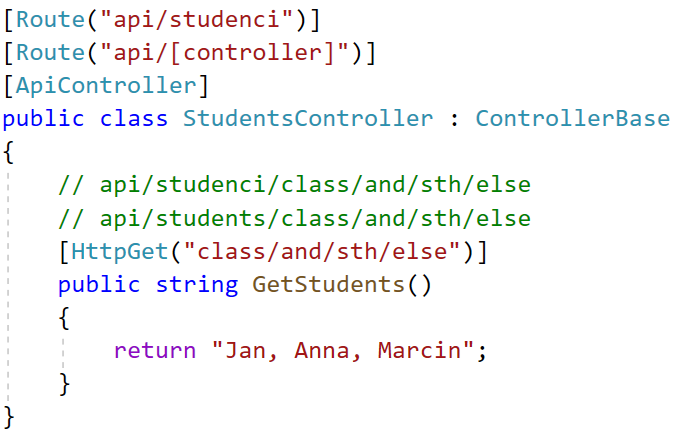 [Route("api/studenci")]
[Route("api/[controller]")]
[ApiController]
public class StudentsController : ControllerBase
{
    // api/studenci/class/and/sth/else
    // api/students/class/and/sth/else
    [HttpGet("class/and/sth/else")]
    public string GetStudents()
    {
        return "Jan, Anna, Marcin";
    }
}